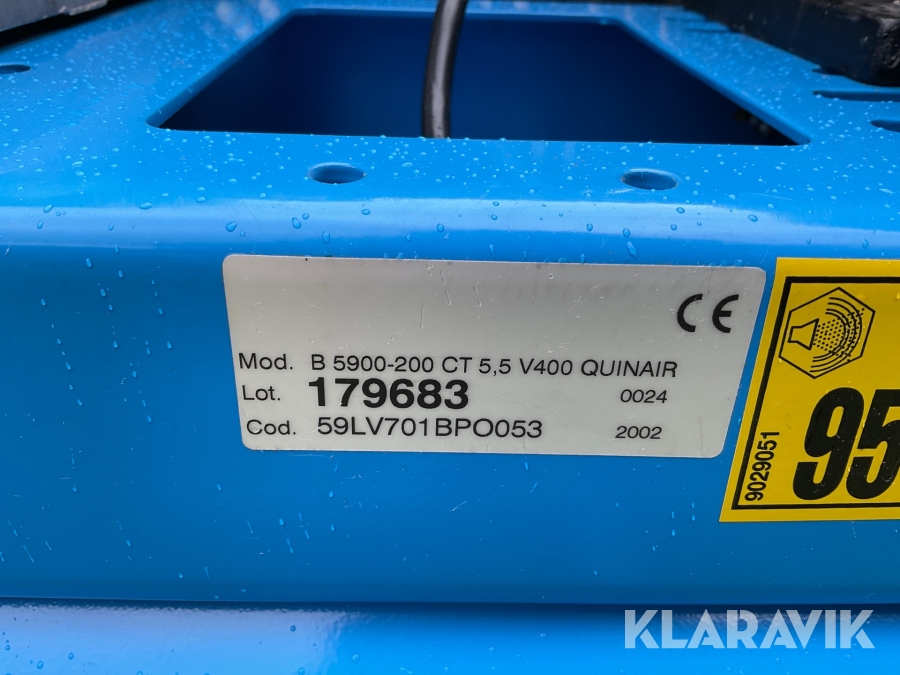 CE
Mod. B 5900-200 CT 5,5 V400 QUINAIR
Lot. 179683 0024
Cod. 59LV701BPO053 2002
9029051
95
KLARAVIK